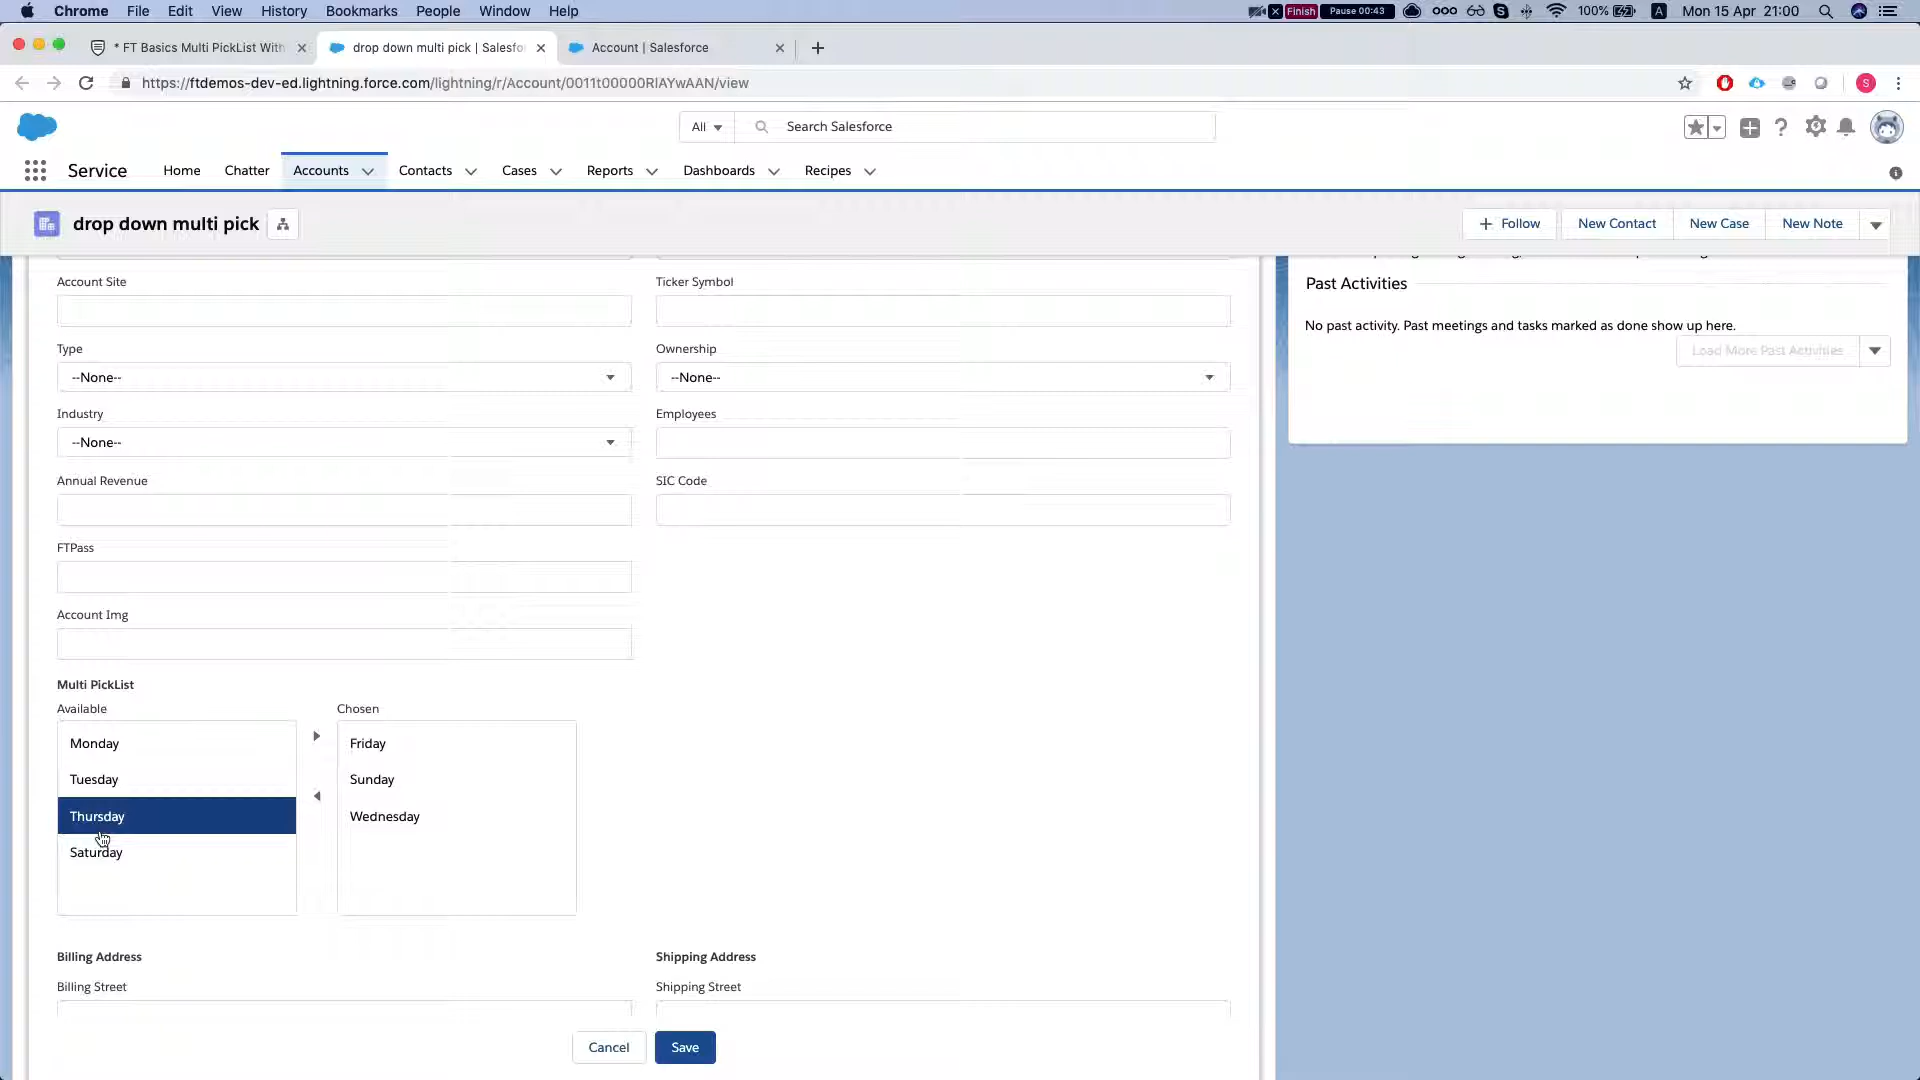 Chrome File Edit View History Bookmarks People Window Help Finish Pause 00:43 100% A Mon 15 Apr 21:00
* FT Basics Multi PickList With drop down multi pick | Salesfo Account | Salesforce
https://ftdemos-dev-ed.lightning.force.com/lightning/r/Account/0011t00000RIAYwAAN/view S
All Search Salesforce
Service Home Chatter Accounts Contacts Cases Reports Dashboards Recipes
drop down multi pick Follow New Contact New Case New Note
Account Site Ticker Symbol
Past Activities
No past activity. Past meetings and tasks marked as done show up here.
Load More Past Activities
Type Ownership
--None-- --None--
Industry Employees
--None--
Annual Revenue SIC Code
FTPass
Account Img
Multi PickList
Available Chosen
Monday Friday
Tuesday Sunday
Thursday Wednesday
Saturday
Billing Address Shipping Address
Billing Street Shipping Street
Cancel Save